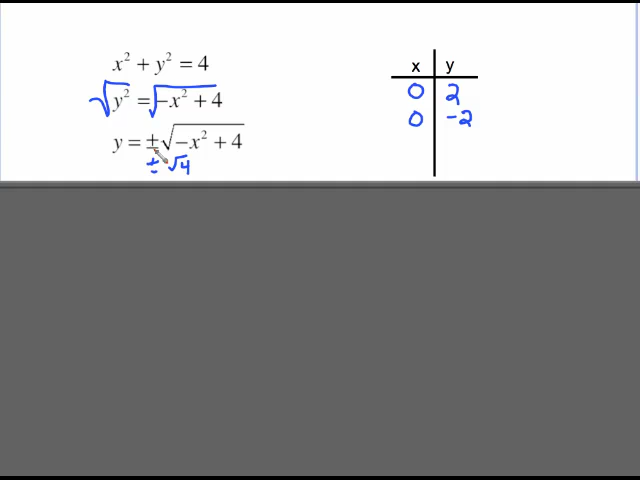 x² + y² = 4
√y² = √-x² + 4
y = ±√-x² + 4
± √4
x y
0 2
0 -2